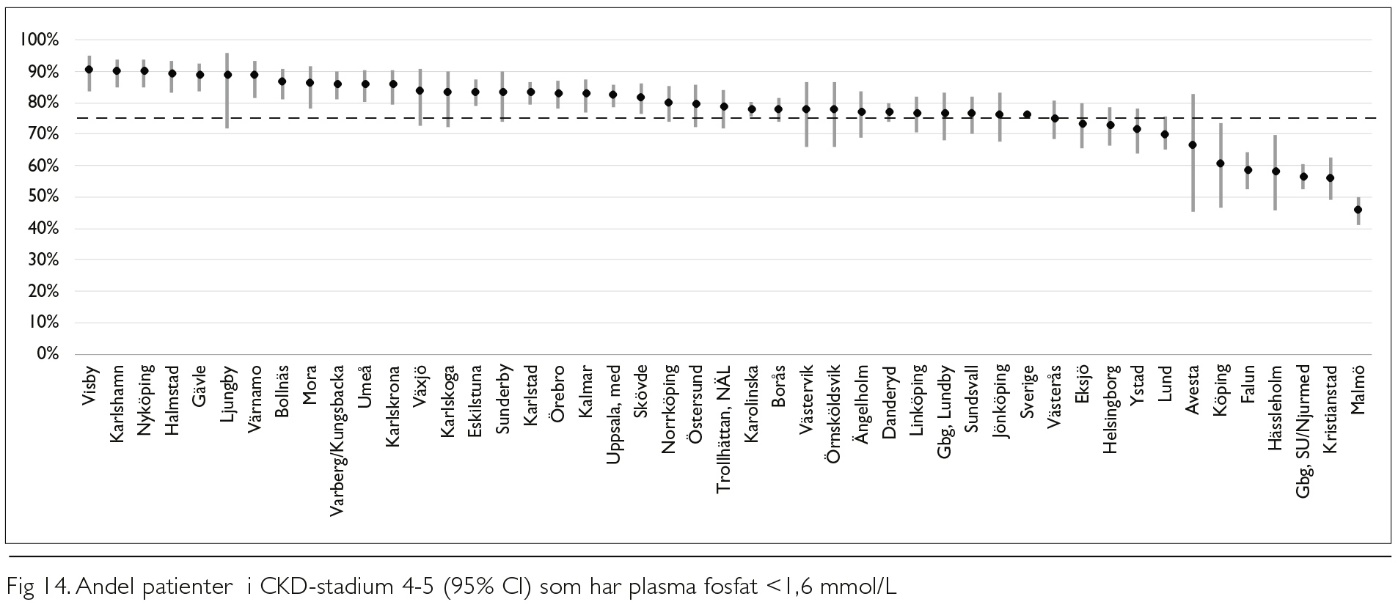 100%
90%
80%
70%
60%
50%
40%
30%
20%
10%
0%
Visby
Karlshamn
Nyköping
Halmstad
Gävle
Ljungby
Värnamo
Bollnäs
Mora
Varberg/Kungsbacka
Umeå
Karlskrona
Växjö
Karlskoga
Eskilstuna
Sunderby
Karlstad
Örebro
Kalmar
Uppsala, med
Skövde
Norrköping
Östersund
Trollhättan, NÄL
Karolinska
Borås
Västervik
Örnsköldsvik
Ängelholm
Danderyd
Linköping
Gbg, Lundby
Sundsvall
Jönköping
Sverige
Västerås
Eksjö
Helsingborg
Ystad
Lund
Avesta
Köping
Falun
Hässleholm
Gbg, SU/Njurmed
Kristianstad
Malmö
Fig 14. Andel patienter i CKD-stadium 4-5 (95% CI) som har plasma fosfat <1,6 mmol/L